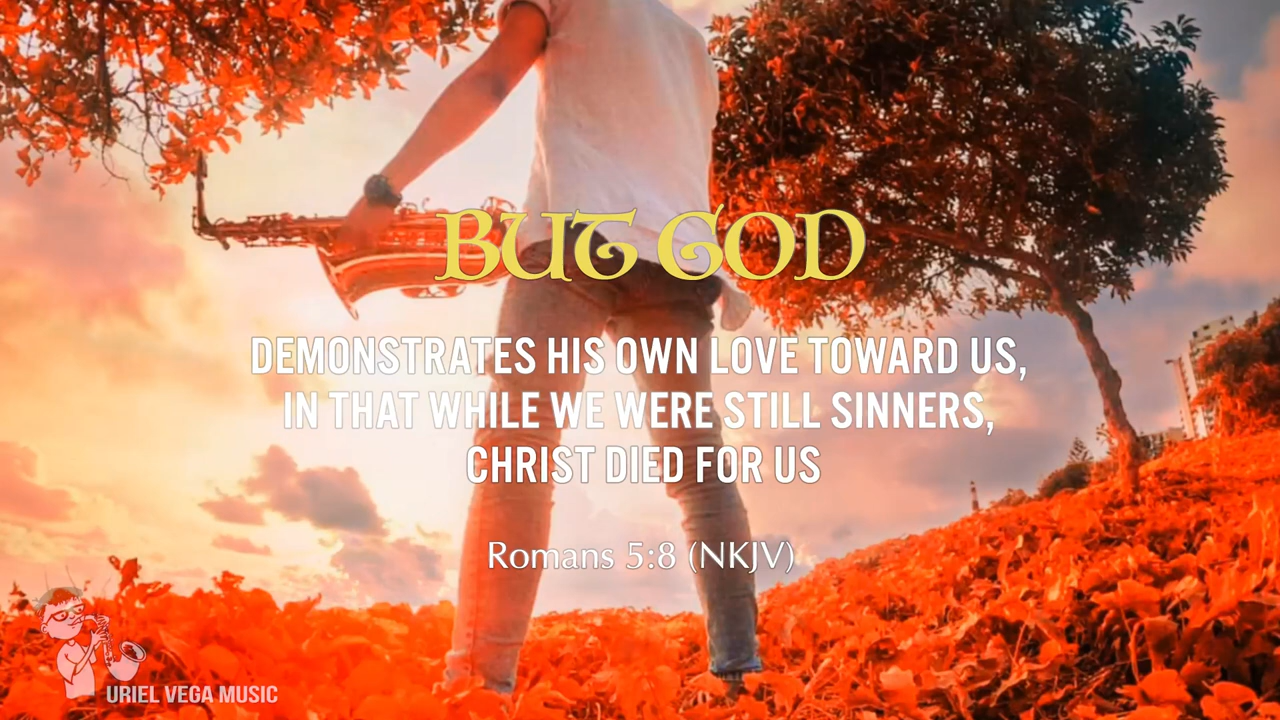 BUT GOD
DEMONSTRATES HIS OWN LOVE TOWARD US,
IN THAT WHILE WE WERE STILL SINNERS,
CHRIST DIED FOR US
Romans 5:8 (NKJV)
URIEL VEGA MUSIC